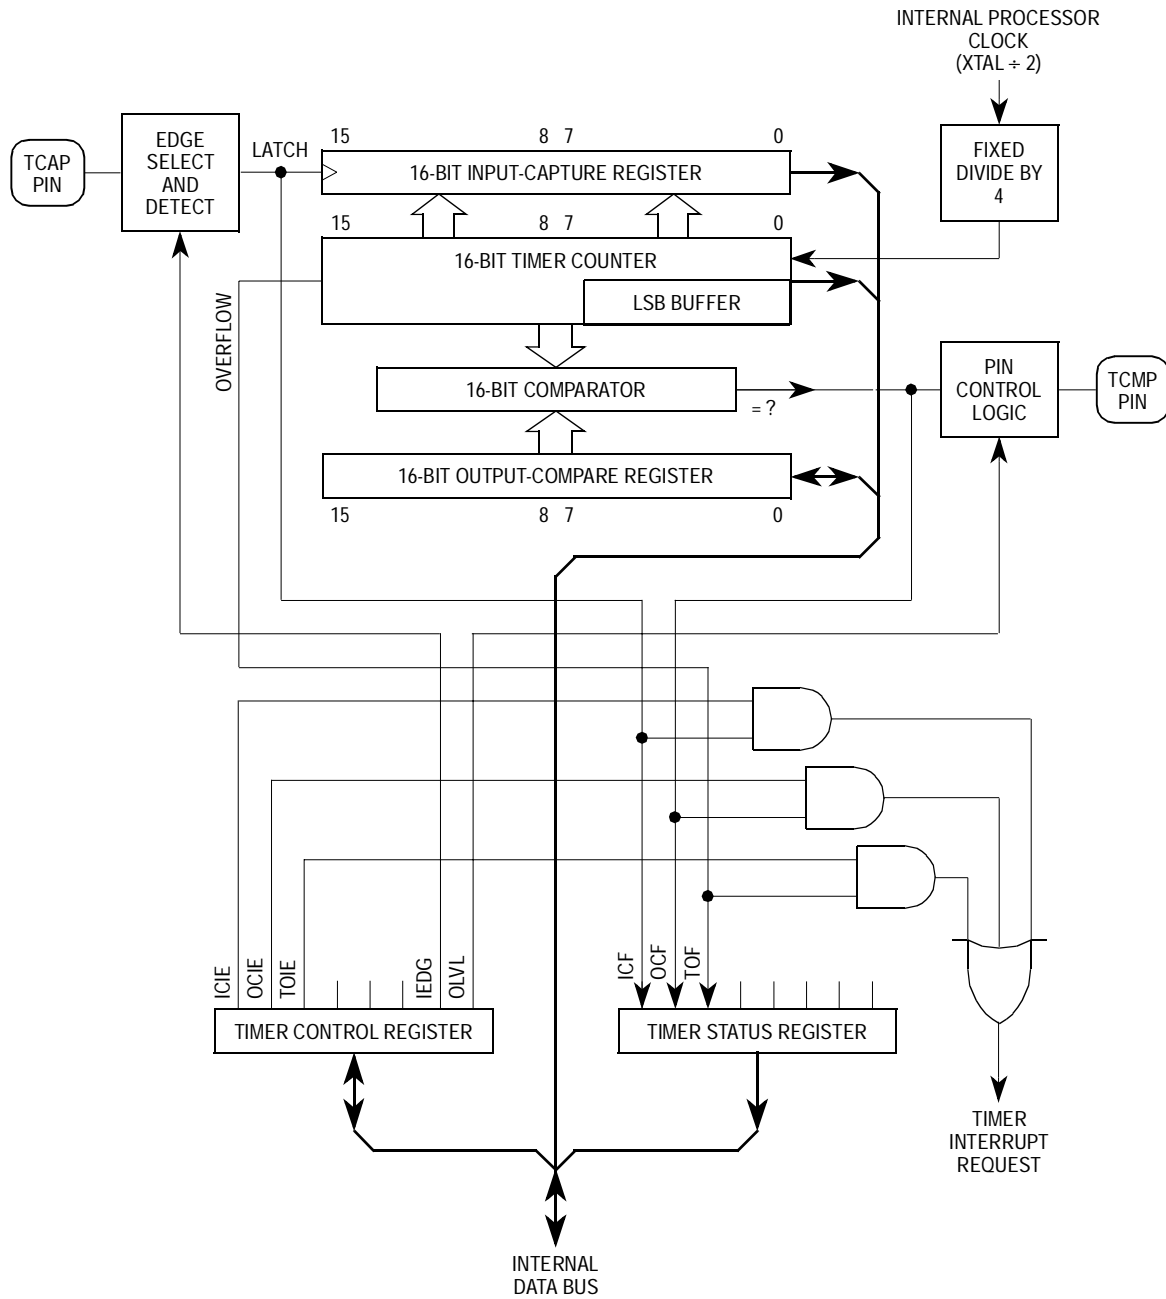 INTERNAL PROCESSOR
CLOCK
(XTAL ÷ 2)
TCAP
PIN
EDGE
SELECT
AND
DETECT
LATCH
15 8 7 0
16-BIT INPUT-CAPTURE REGISTER
FIXED
DIVIDE BY
4
15 8 7 0
16-BIT TIMER COUNTER
LSB BUFFER
OVERFLOW
16-BIT COMPARATOR
= ?
PIN
CONTROL
LOGIC
TCMP
PIN
16-BIT OUTPUT-COMPARE REGISTER
15 8 7 0
ICIE
OCIE
TOIE
IEDG
OLVL
ICF
OCF
TOF
TIMER CONTROL REGISTER
TIMER STATUS REGISTER
TIMER
INTERRUPT
REQUEST
INTERNAL
DATA BUS